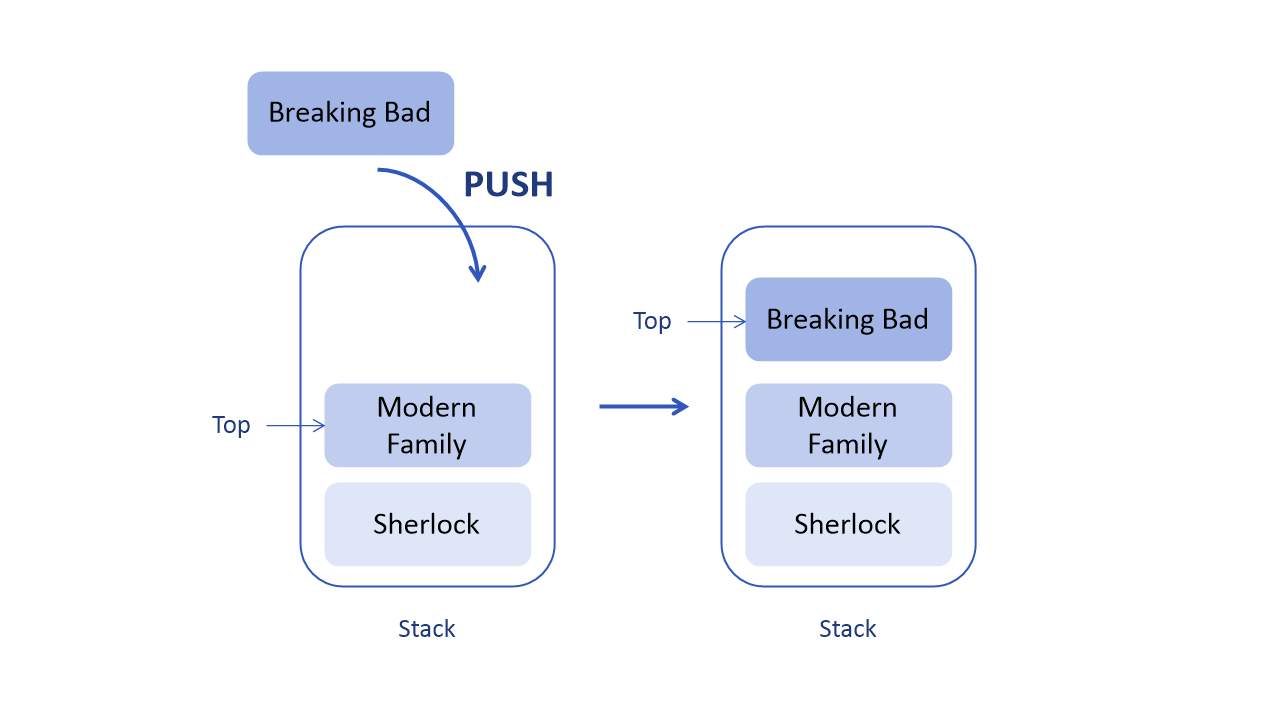 Breaking Bad
PUSH
Top
Modern
Family
Sherlock
Stack
Top
Breaking Bad
Modern
Family
Sherlock
Stack